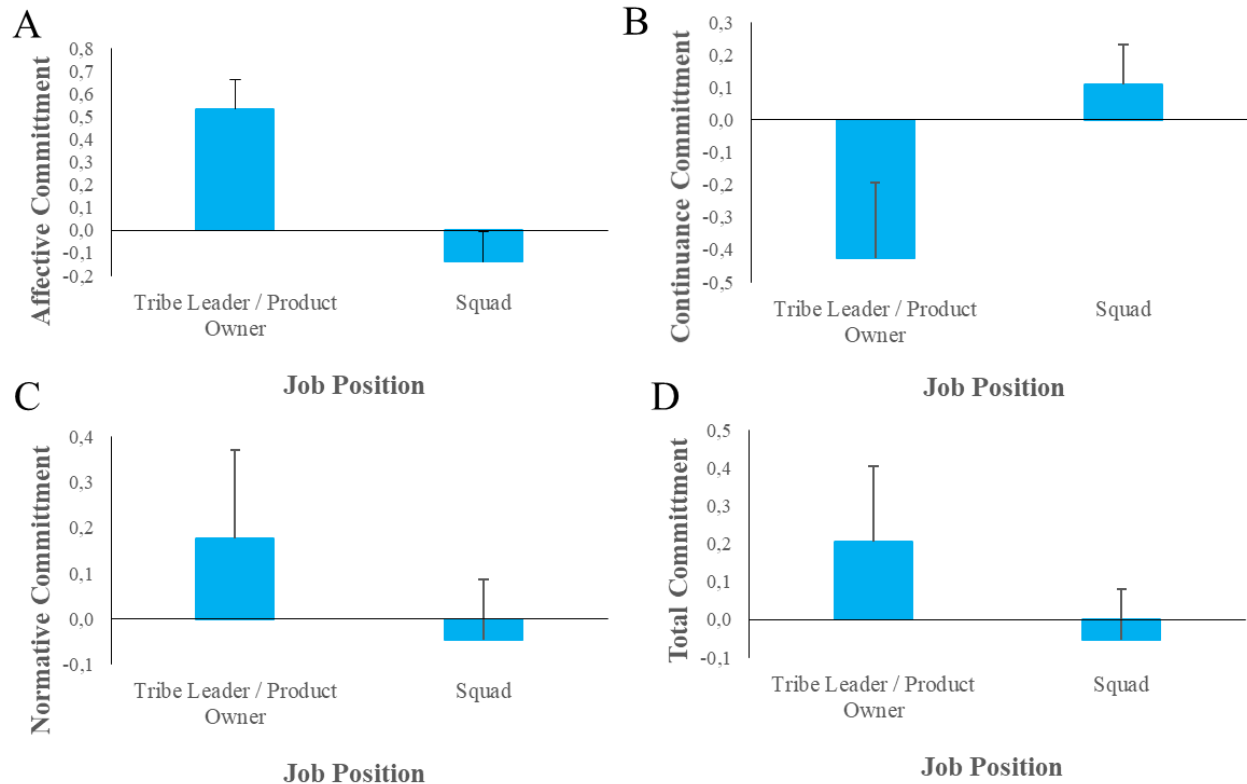 A
Affective Committment
0,8
0,7
0,6
0,5
0,4
0,3
0,2
0,1
0,0
-0,1
-0,2
Tribe Leader / Product
Owner
Squad
Job Position
B
Continuance Committment
0,3
0,2
0,1
0,0
-0,1
-0,2
-0,3
-0,4
-0,5
Tribe Leader / Product
Owner
Squad
Job Position
C
Normative Committment
0,4
0,3
0,2
0,1
0,0
-0,1
Tribe Leader / Product
Owner
Squad
Job Position
D
Total Committment
0,5
0,4
0,3
0,2
0,1
0,0
-0,1
Tribe Leader / Product
Owner
Squad
Job Position